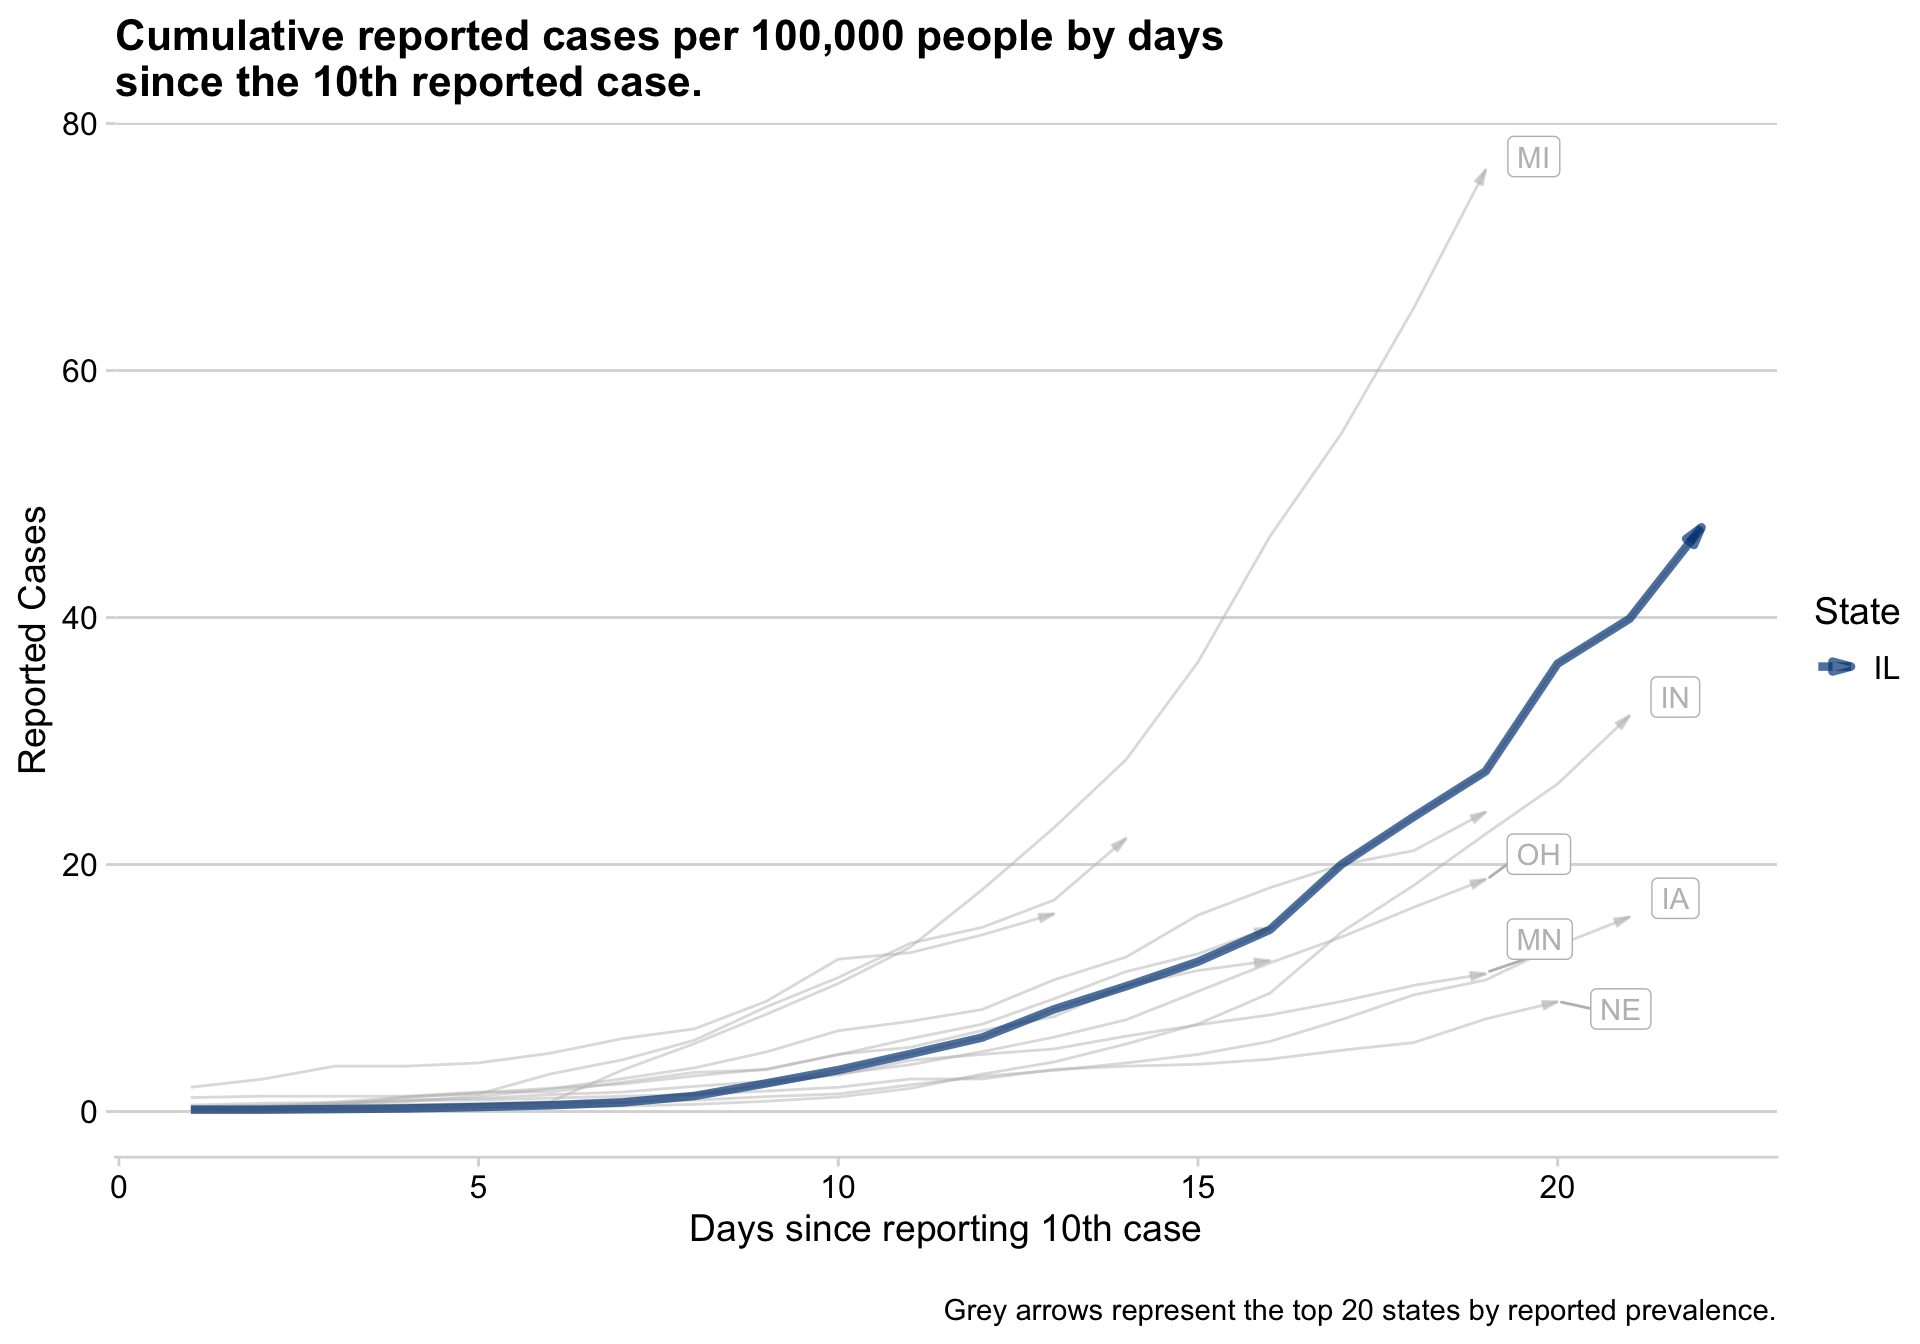 Cumulative reported cases per 100,000 people by days
since the 10th reported case.
80
60
40
20
0
Reported Cases
MI
IN
OH
IA
MN
NE
State
IL
0 5 10 15 20
Days since reporting 10th case
Grey arrows represent the top 20 states by reported prevalence.